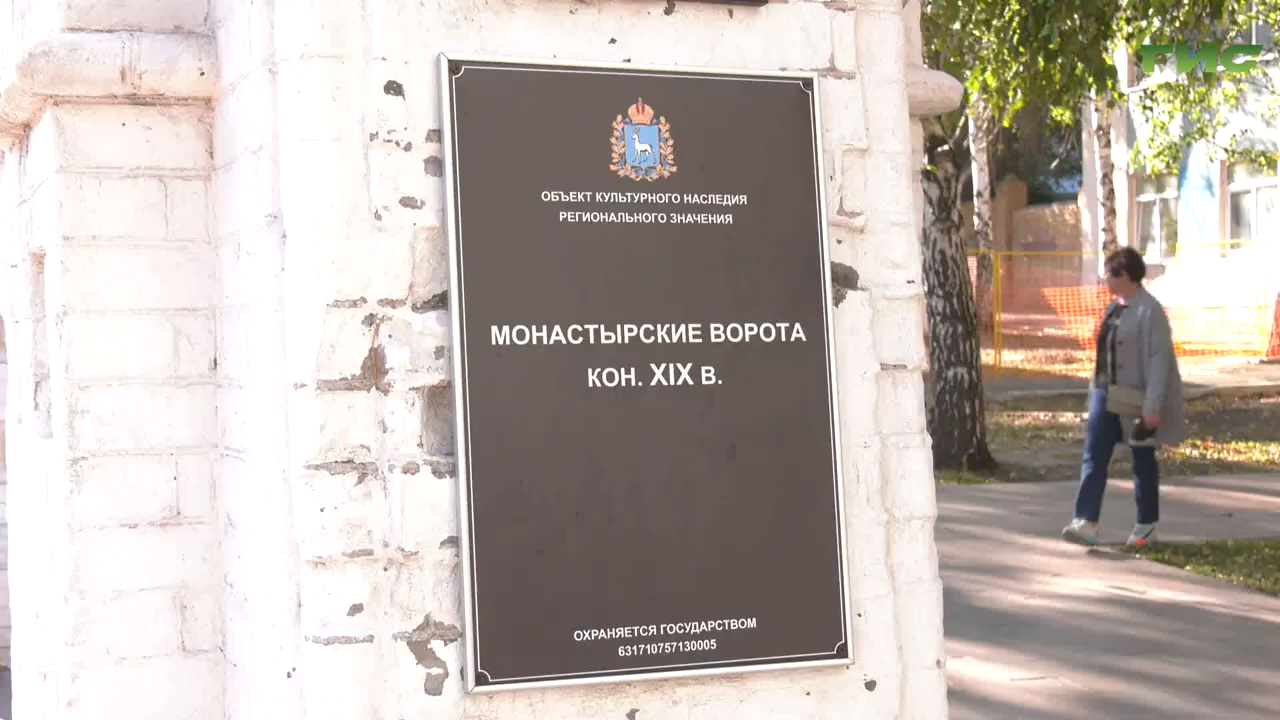 ГИС
ОБЪЕКТ КУЛЬТУРНОГО НАСЛЕДИЯ
РЕГИОНАЛЬНОГО ЗНАЧЕНИЯ
МОНАСТЫРСКИЕ ВОРОТА
КОН. XIX В.
ОХРАНЯЕТСЯ ГОСУДАРСТВОМ
631710757130005